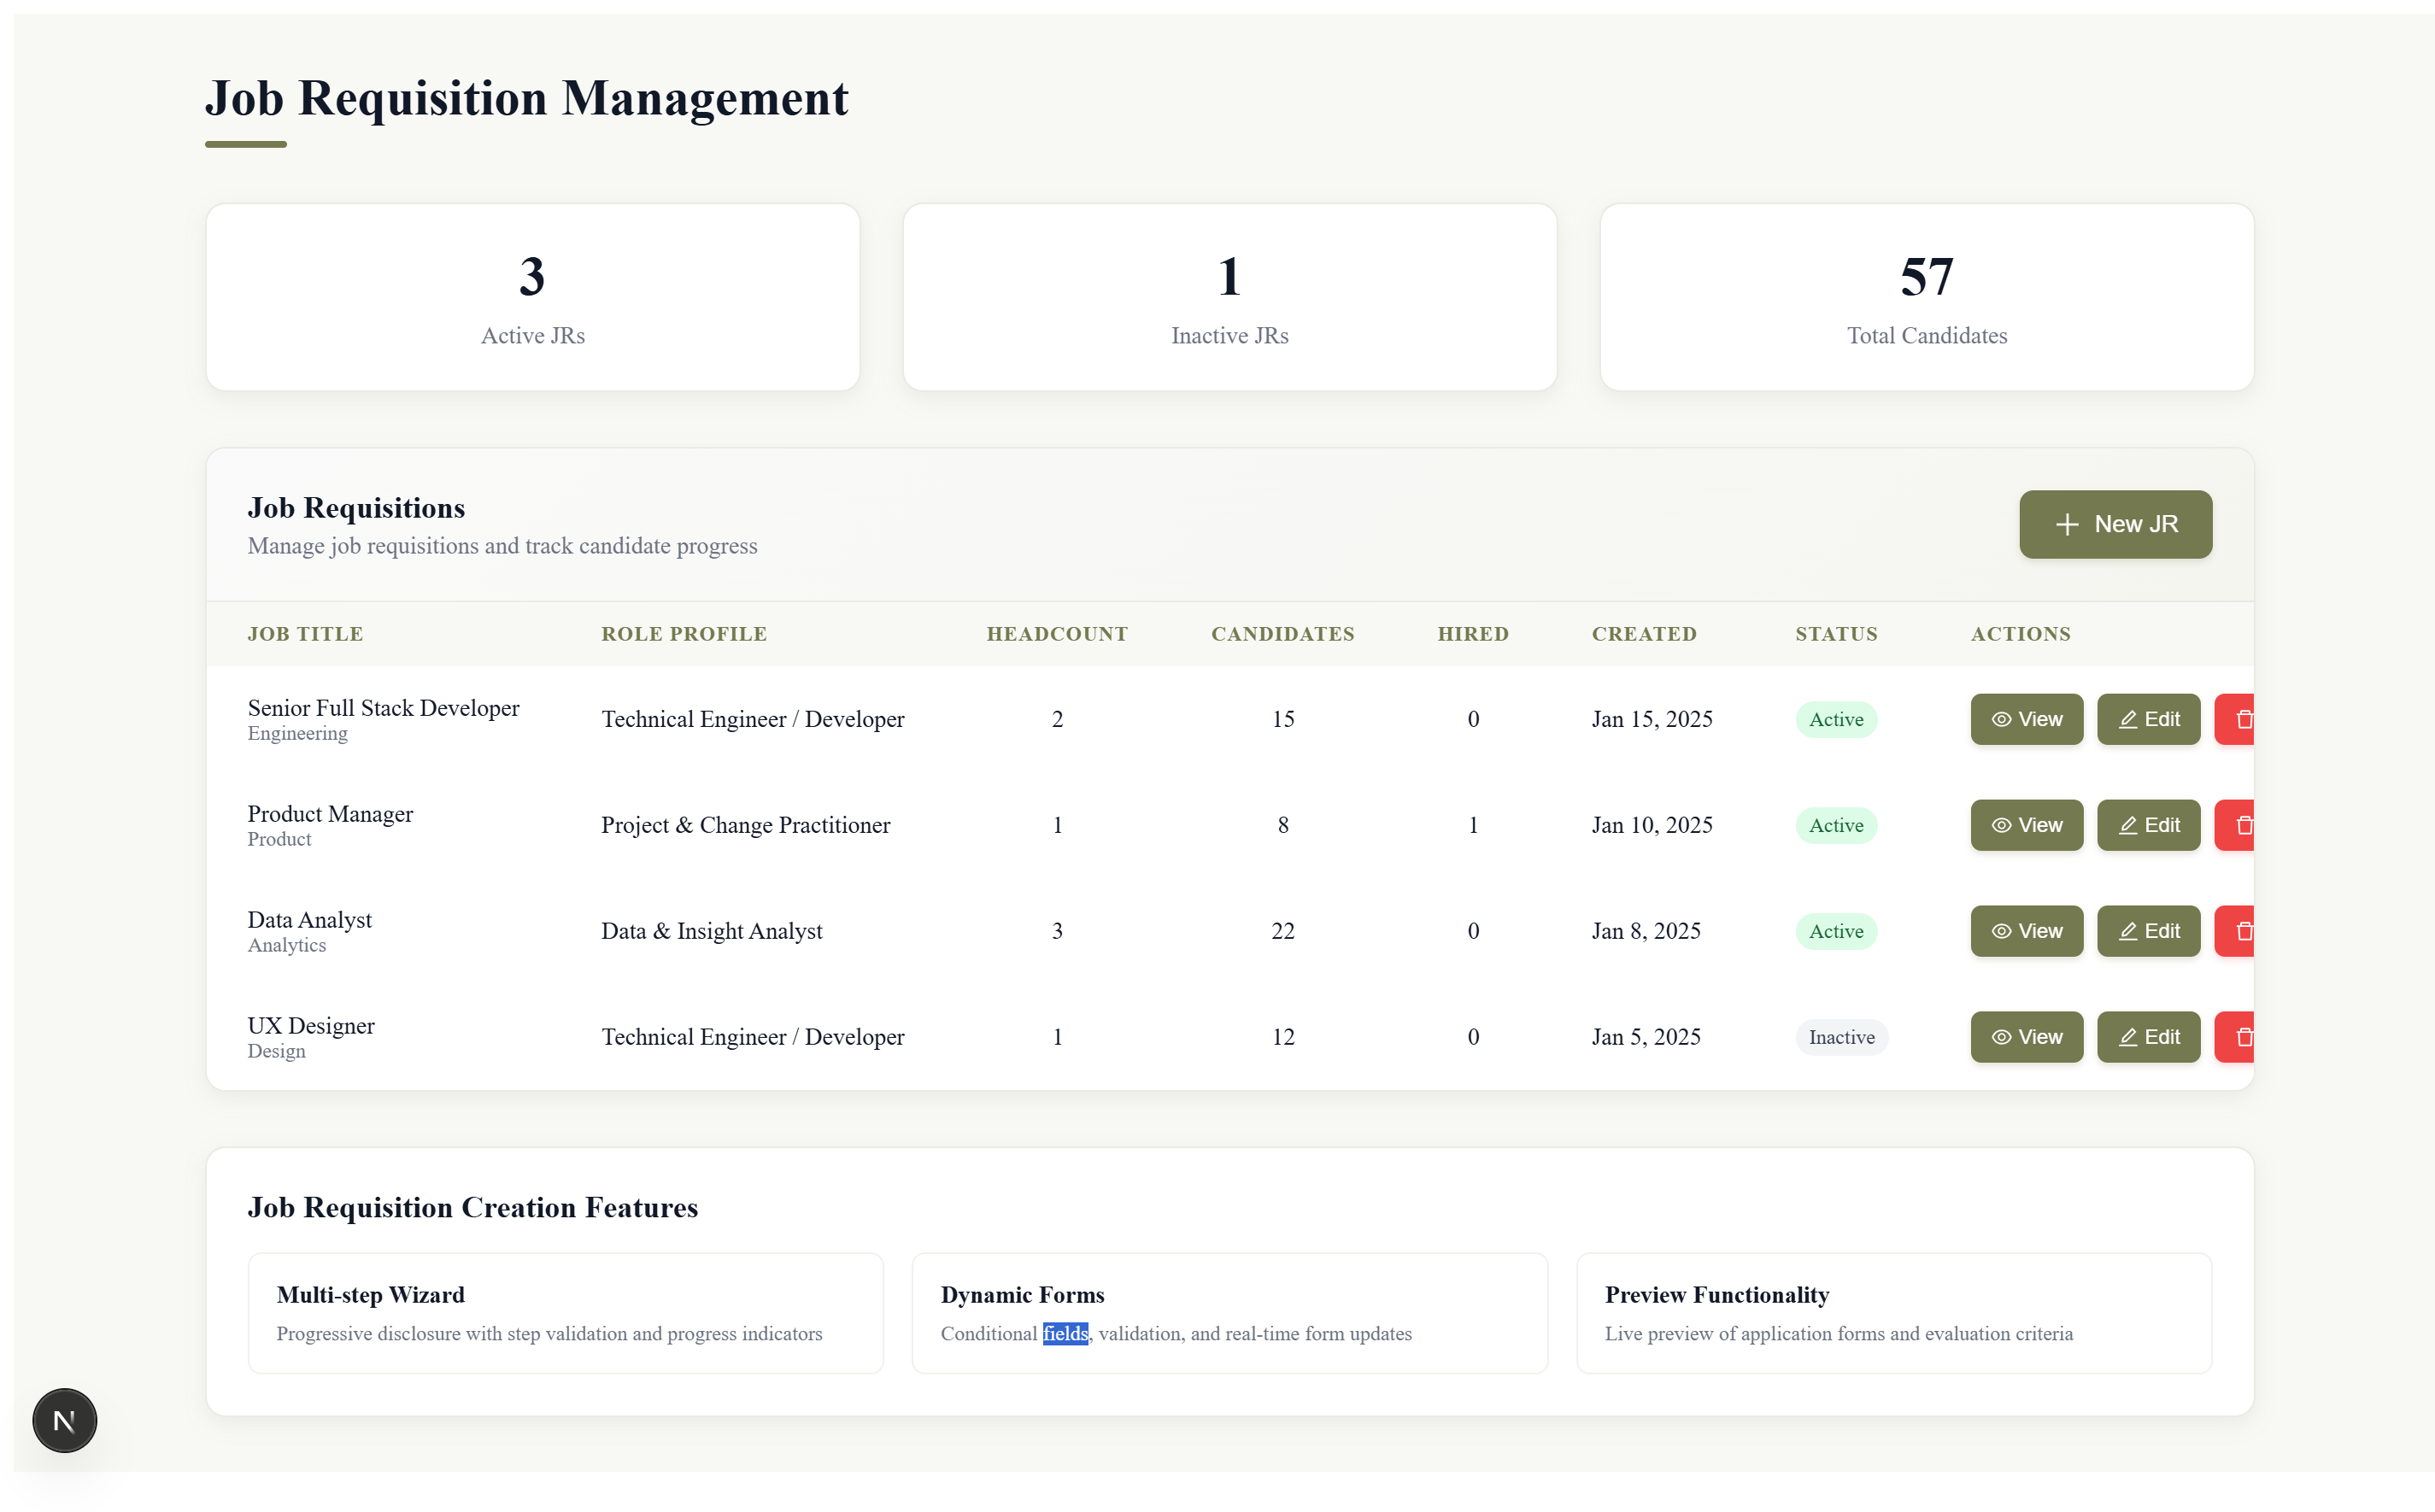 Job Requisition Management
3
Active JRs
1
Inactive JRs
57
Total Candidates
Job Requisitions
Manage job requisitions and track candidate progress
New JR
JOB TITLE ROLE PROFILE HEADCOUNT CANDIDATES HIRED CREATED STATUS ACTIONS
Senior Full Stack Developer
Engineering
Technical Engineer / Developer 2 15 0 Jan 15, 2025 Active View Edit
Product Manager
Product
Project & Change Practitioner 1 8 1 Jan 10, 2025 Active View Edit
Data Analyst
Analytics
Data & Insight Analyst 3 22 0 Jan 8, 2025 Active View Edit
UX Designer
Design
Technical Engineer / Developer 1 12 0 Jan 5, 2025 Inactive View Edit
Job Requisition Creation Features
Multi-step Wizard
Progressive disclosure with step validation and progress indicators
Dynamic Forms
Conditional fields, validation, and real-time form updates
Preview Functionality
Live preview of application forms and evaluation criteria
N